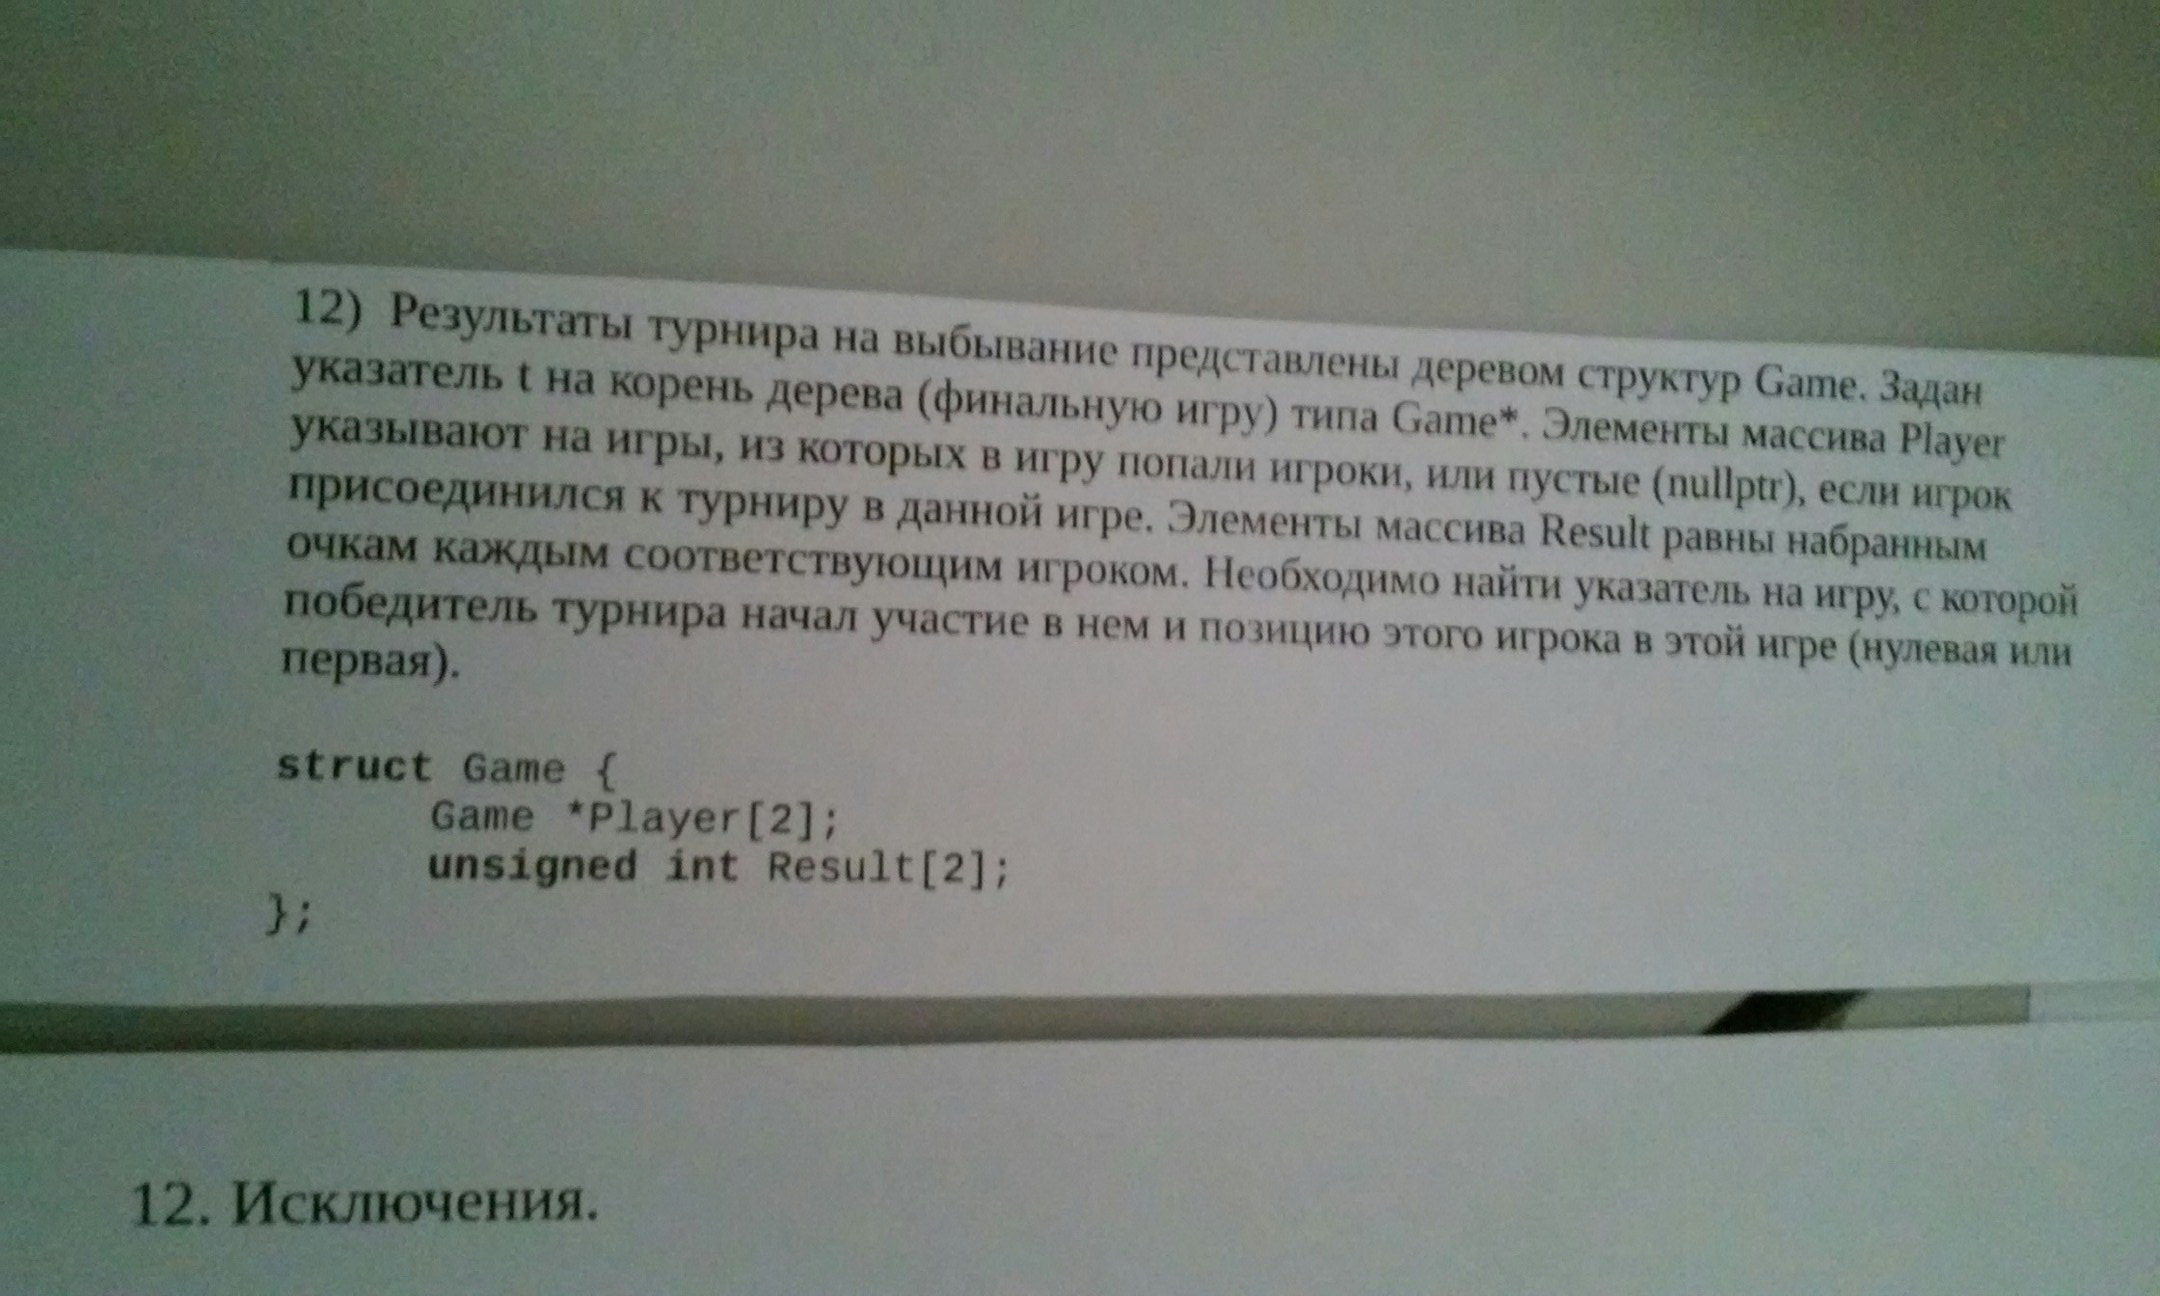 12) Результаты турнира на выбывание представлены деревом структур Game. Задан
указатель t на корень дерева (финальную игру) типа Game*. Элементы массива Player
указывают на игры, из которых в игру попали игроки, или пустые (nullptr), если игрок
присоединился к турниру в данной игре. Элементы массива Result равны набранным
очкам каждым соответствующим игроком. Необходимо найти указатель на игру, с которой
победитель турнира начал участие в нем и позицию этого игрока в этой игре (нулевая или
первая).
struct Game {
Game *Player[2];
unsigned int Result[2];
};
12. Исключения.